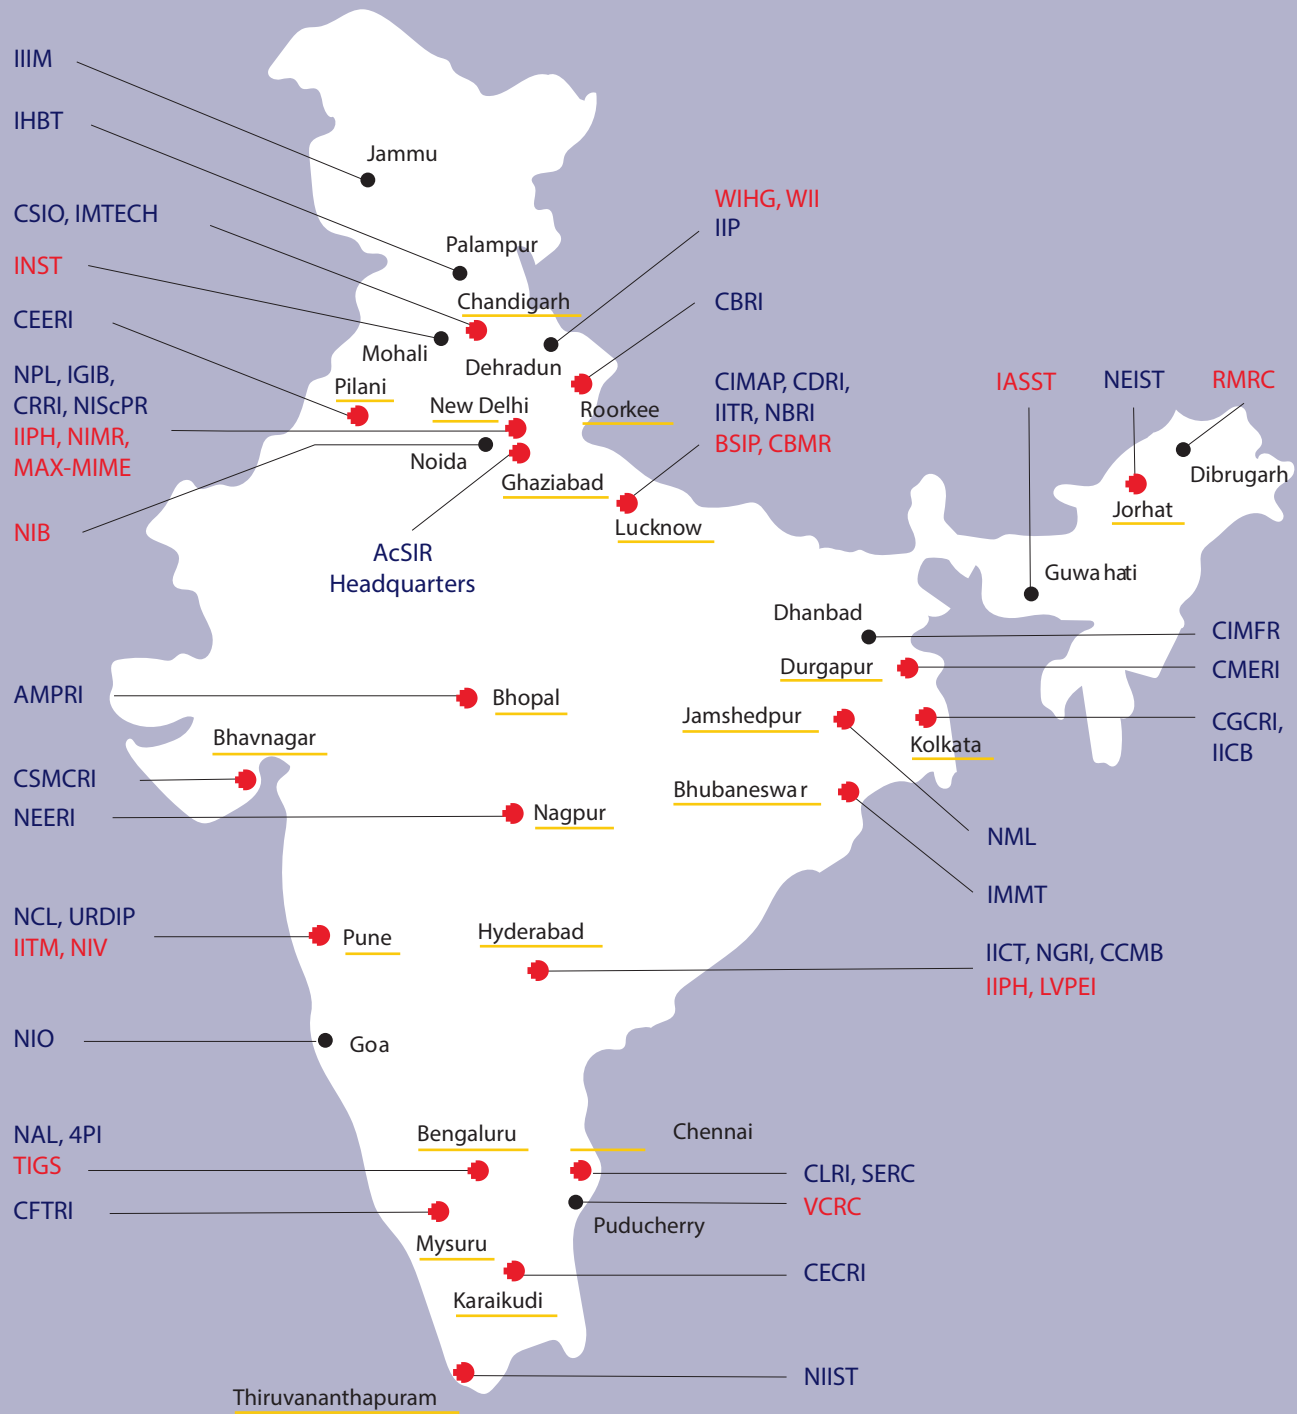 IIIM
IHBT
Jammu
CSIO, IMTECH
WIHG, WII
IIP
Palampur
INST
Chandigarh
CBRI
CEERI
Mohali
Dehradun
NPL, IGIB,
CRRI, NIScPR
IIPH, NIMR,
MAX-MIME
Pilani
New Delhi
Roorkee
CIMAP, CDRI,
IITR, NBRI
BSIP, CBMR
IASST
NEIST
RMRC
Noida
Ghaziabad
Dibrugarh
Jorhat
NIB
Lucknow
AcSIR
Headquarters
Guwahati
Dhanbad
CIMFR
Durgapur
CMERI
AMPRI
Bhopal
Jamshedpur
CGCRI,
IICB
Bhavnagar
Kolkata
CSMCRI
Bhubaneswar
NEERI
Nagpur
NML
IMMT
NCL, URDIP
IITM, NIV
Pune
Hyderabad
IICT, NGRI, CCMB
IIPH, LVPEI
NIO
Goa
NAL, 4PI
TIGS
Bengaluru
Chennai
CLRI, SERC
VCRC
CFTRI
Puducherry
Mysuru
CECRI
Karaikudi
NIIST
Thiruvananthapuram